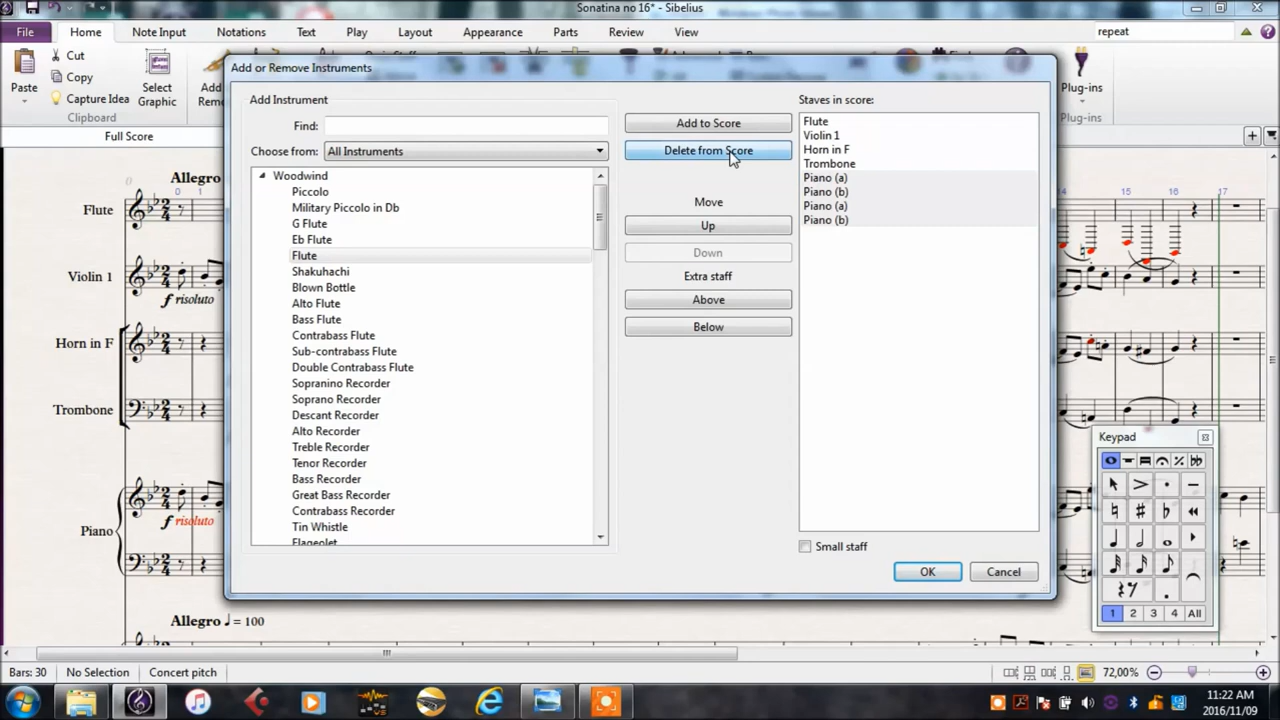 Sonatina no 16* - Sibelius
File Home Note Input Notations Text Play Layout Appearance Parts Review View repeat
Paste
Cut
Copy
Capture Idea
Clipboard
Select
Graphic
Plug-ins
Plug-ins
Full Score
Add or Remove Instruments
Add Instrument
Find:
Choose from: All Instruments
Woodwind
Piccolo
Military Piccolo in Db
G Flute
Eb Flute
Flute
Shakuhachi
Blown Bottle
Alto Flute
Bass Flute
Contrabass Flute
Sub-contrabass Flute
Double Contrabass Flute
Sopranino Recorder
Soprano Recorder
Descant Recorder
Alto Recorder
Treble Recorder
Tenor Recorder
Bass Recorder
Great Bass Recorder
Contrabass Recorder
Tin Whistle
Flageolet
Add to Score
Delete from Score
Move
Up
Down
Extra staff
Above
Below
Staves in score:
Flute
Violin 1
Horn in F
Trombone
Piano (a)
Piano (b)
Piano (a)
Piano (b)
Small staff
OK Cancel
Allegro
0 0 1
14 15 16 17
Flute
Violin 1
f risoluto
Horn in F
Trombone
Piano
f risoluto
Allegro ♩ = 100
Keypad
1 2 3 4 All
Bars: 30 No Selection Concert pitch 72,00%
11:22 AM
2016/11/09